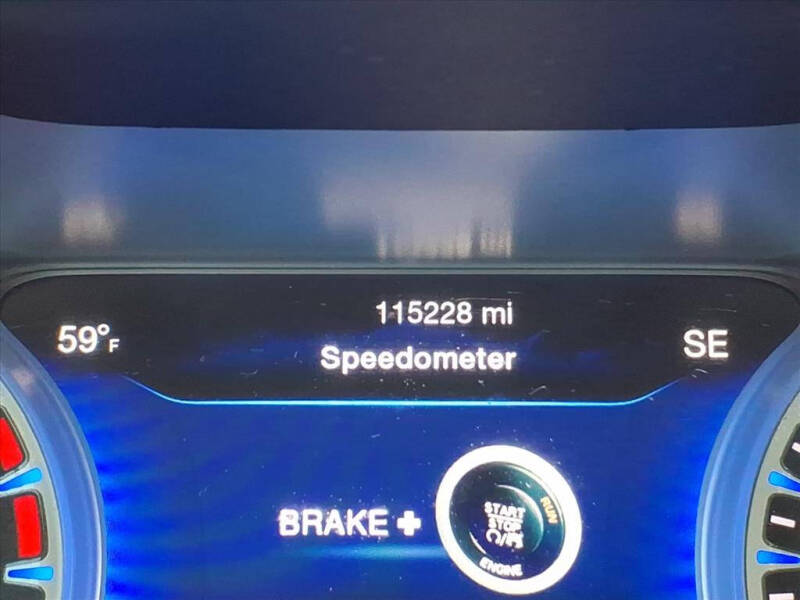 115228 mi
59°F
Speedometer
SE
BRAKE +
START
STOP
RUN
ENGINE